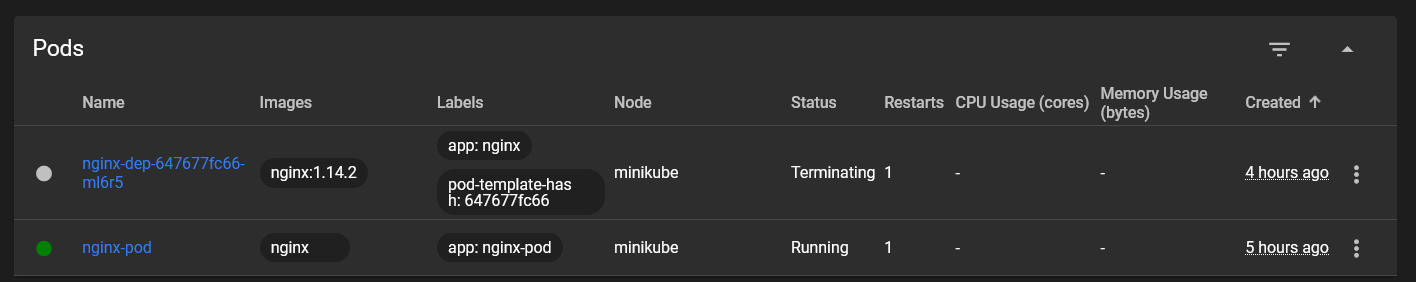 Pods
Name Images Labels Node Status Restarts CPU Usage (cores) Memory Usage (bytes) Created
nginx-dep-647677fc66-
ml6r5
nginx:1.14.2
app: nginx
pod-template-has
h: 647677fc66
minikube Terminating 1 - - 4 hours ago
nginx-pod nginx app: nginx-pod minikube Running 1 - - 5 hours ago